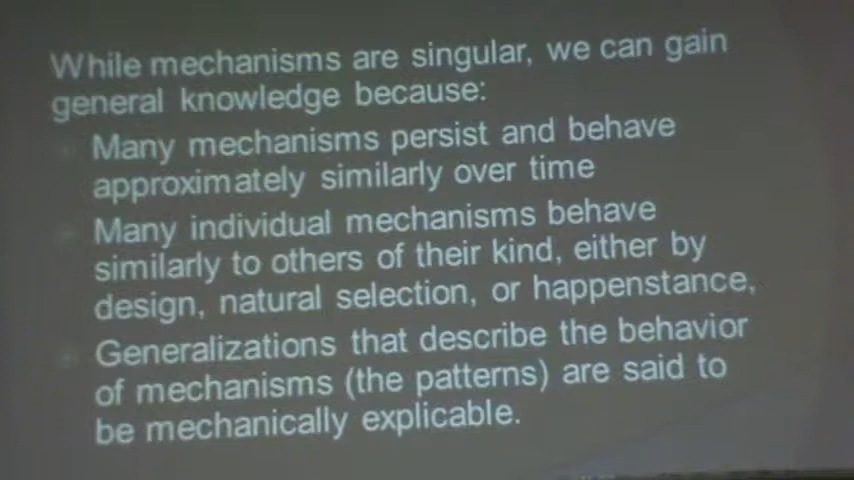 While mechanisms are singular, we can gain
general knowledge because:
Many mechanisms persist and behave
approximately similarly over time
Many individual mechanisms behave
similarly to others of their kind, either by
design, natural selection, or happenstance,
Generalizations that describe the behavior
of mechanisms (the patterns) are said to
be mechanically explicable.